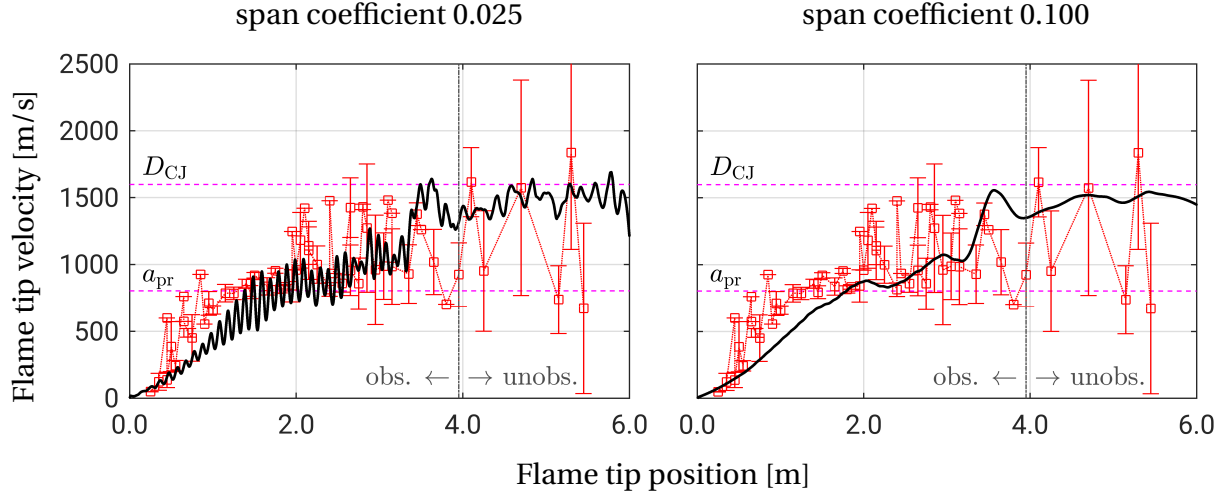 span coefficient 0.025
span coefficient 0.100
Flame tip velocity [m/s]
2500
2000
1500
1000
500
0
D_CJ
a_pr
obs. ← → unobs.
0.0 2.0 4.0 6.0
D_CJ
a_pr
obs. ← → unobs.
0.0 2.0 4.0 6.0
Flame tip position [m]